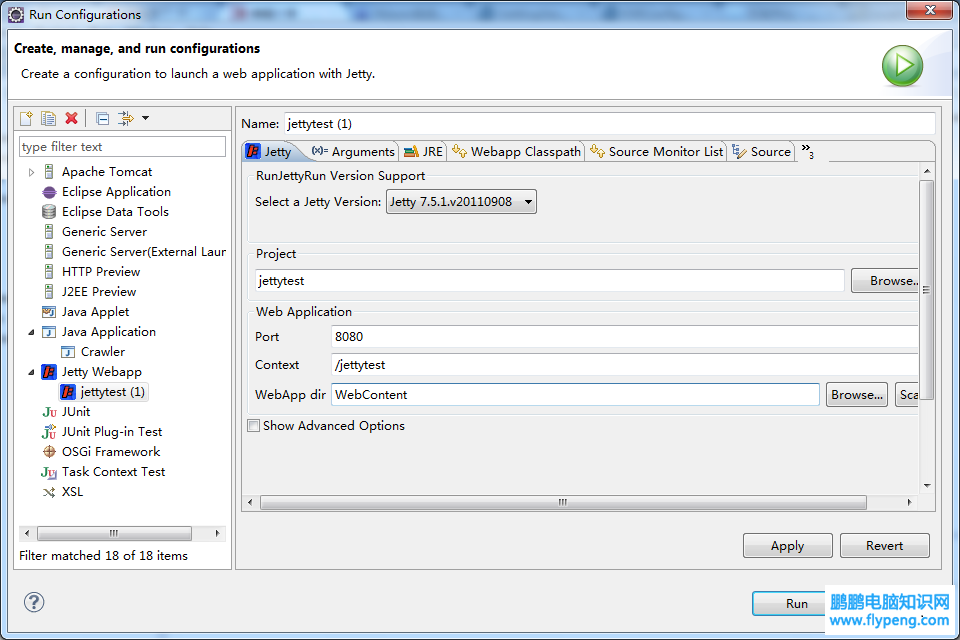 Run Configurations
Create, manage, and run configurations
Create a configuration to launch a web application with Jetty.
type filter text
Apache Tomcat
Eclipse Application
Eclipse Data Tools
Generic Server
Generic Server(External Laur
HTTP Preview
J2EE Preview
Java Applet
Java Application
Crawler
Jetty Webapp
jettytest (1)
JUnit
JUnit Plug-in Test
OSGi Framework
Task Context Test
XSL
Filter matched 18 of 18 items
Name: jettytest (1)
Jetty (x)= Arguments JRE Webapp Classpath Source Monitor List Source »3
RunJettyRun Version Support
Select a Jetty Version: Jetty 7.5.1.v20110908
Project
jettytest Browse..
Web Application
Port 8080
Context /jettytest
WebApp dir WebContent Browse... Sca
Show Advanced Options
Apply Revert
Run
鹏鹏电脑知识网
www.flypeng.com